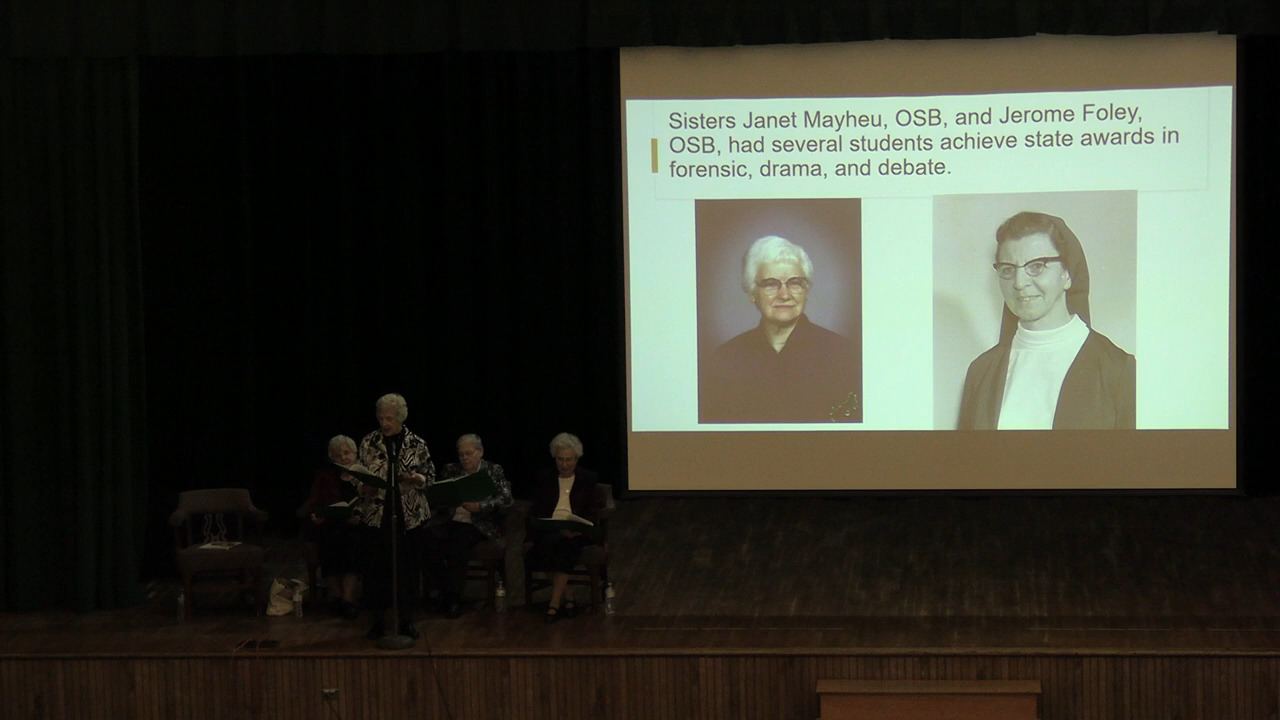 Sisters Janet Mayheu, OSB, and Jerome Foley,
OSB, had several students achieve state awards in
forensic, drama, and debate.